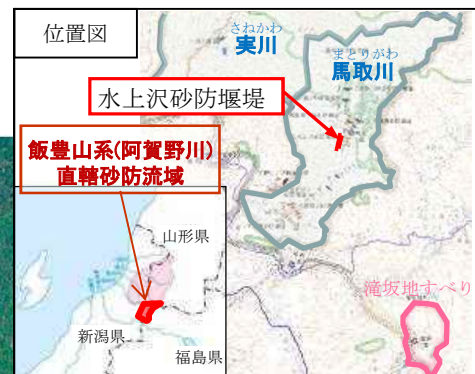 位置図
さねかわ
実川
まとりがわ
馬取川
水上沢砂防堰堤
飯豊山系(阿賀野川)
直轄砂防流域
山形県
新潟県
福島県
滝坂地すべり